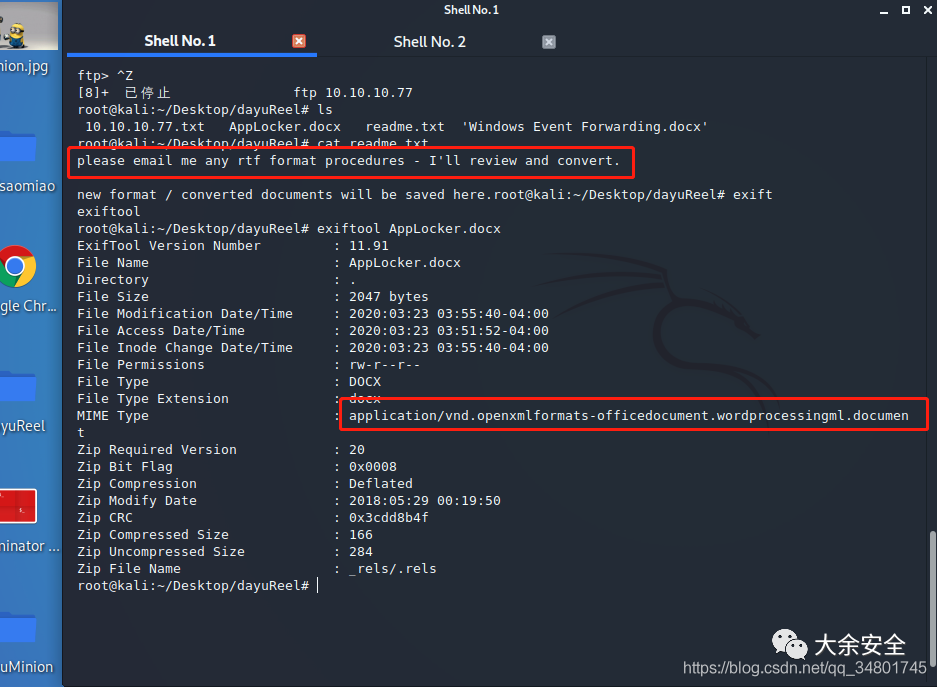 Shell No. 1
Shell No. 1
Shell No. 2
nion.jpg
saomiao
gle Chr...
yuReel
minator ...
uMinion
ftp> ^Z
[8]+  已停止                  ftp 10.10.10.77
root@kali:~/Desktop/dayuReel# ls
 10.10.10.77.txt   AppLocker.docx   readme.txt  'Windows Event Forwarding.docx'
root@kali:~/Desktop/dayuReel# cat readme.txt
please email me any rtf format procedures - I'll review and convert.
new format / converted documents will be saved here.root@kali:~/Desktop/dayuReel# exift
exiftool
root@kali:~/Desktop/dayuReel# exiftool AppLocker.docx
ExifTool Version Number         : 11.91
File Name                       : AppLocker.docx
Directory                       : .
File Size                       : 2047 bytes
File Modification Date/Time     : 2020:03:23 03:55:40-04:00
File Access Date/Time           : 2020:03:23 03:51:52-04:00
File Inode Change Date/Time     : 2020:03:23 03:55:40-04:00
File Permissions                : rw-r--r--
File Type                       : DOCX
File Type Extension             : docx
MIME Type                       : application/vnd.openxmlformats-officedocument.wordprocessingml.documen
t
Zip Required Version            : 20
Zip Bit Flag                    : 0x0008
Zip Compression                 : Deflated
Zip Modify Date                 : 2018:05:29 00:19:50
Zip CRC                         : 0x3cdd8b4f
Zip Compressed Size             : 166
Zip Uncompressed Size           : 284
Zip File Name                   : _rels/.rels
root@kali:~/Desktop/dayuReel#
大余安全
https://blog.csdn.net/qq_34801745